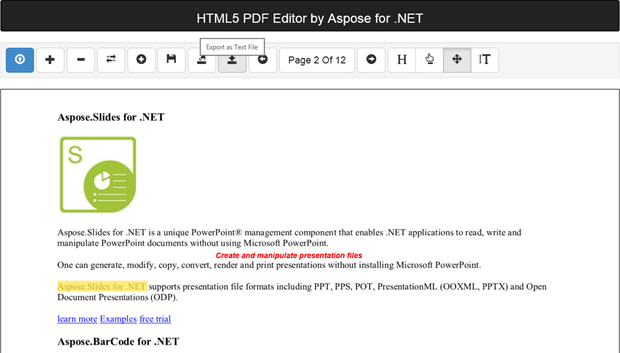 HTML5 PDF Editor by Aspose for .NET
Export as Text File
Page 2 Of 12
H
T
Aspose.Slides for .NET
S
Aspose.Slides for .NET is a unique PowerPoint® management component that enables .NET applications to read, write and
manipulate PowerPoint documents without using Microsoft PowerPoint.
Create and manipulate presentation files
One can generate, modify, copy, convert, render and print presentations without installing Microsoft PowerPoint.
Aspose.Slides for .NET supports presentation file formats including PPT, PPS, POT, PresentationML (OOXML, PPTX) and Open
Document Presentations (ODP).
learn more Examples free trial
Aspose.BarCode for .NET